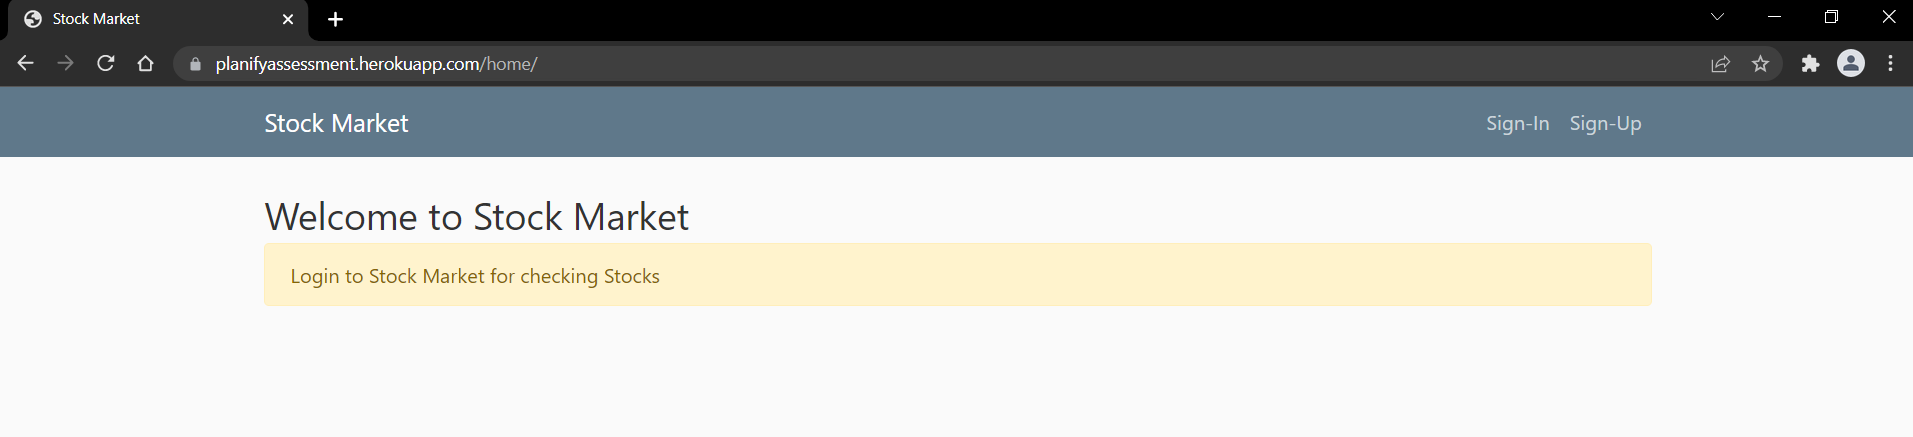 Stock Market
planifyassessment.herokuapp.com/home/
Stock Market Sign-In Sign-Up
Welcome to Stock Market
Login to Stock Market for checking Stocks